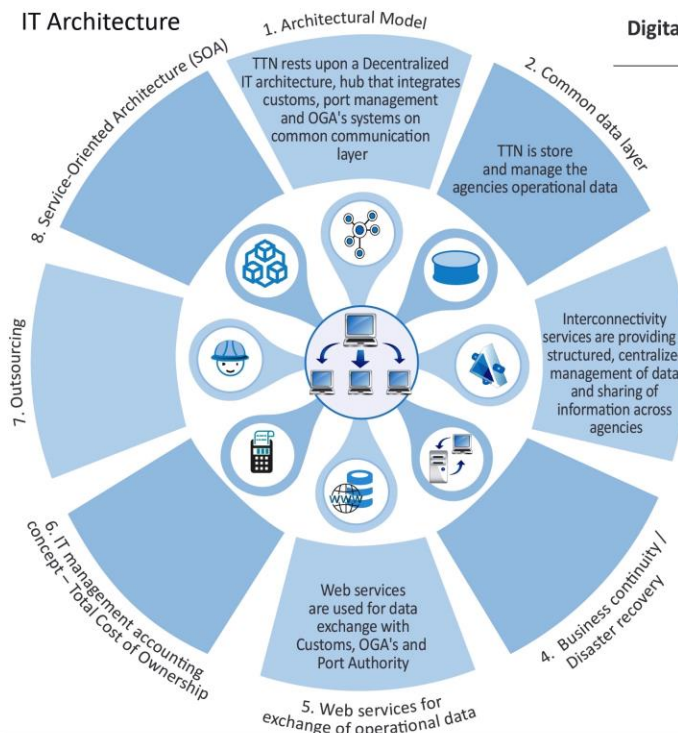 IT Architecture
Digita
1. Architectural Model
TTN rests upon a Decentralized
IT architecture, hub that integrates
customs, port management
and OGA's systems on
common communication
layer
2. Common data layer
TTN is store
and manage the
agencies operational data
Interconnectivity
services are providing
structured, centralize
management of data
and sharing of
information across
agencies
4. Business continuity /
Disaster recovery
Web services
are used for data
exchange with
Customs, OGA's and
Port Authority
5. Web services for
exchange of operational data
6. IT management accounting
concept – Total Cost of
Ownership
7. Outsourcing
8. Service-Oriented Architecture (SOA)
WWW